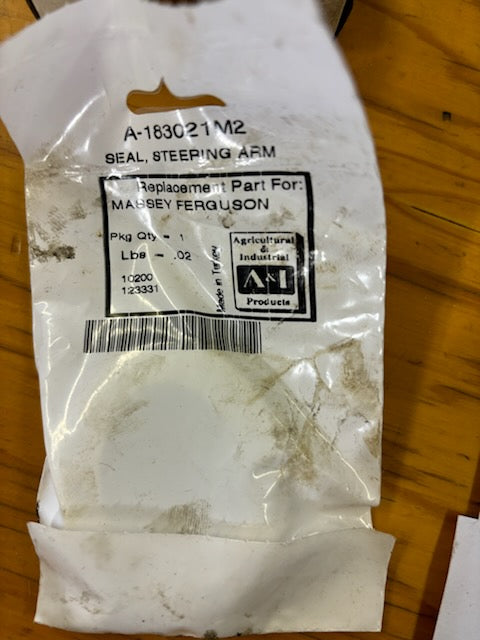 A-183021M2
SEAL, STEERING ARM
Replacement Part For:
MASSEY FERGUSON
Pkg Qty - 1
Lbs - .02
10200
123331
Made in Turkey
Agricultural
&
Industrial
A&I
Products